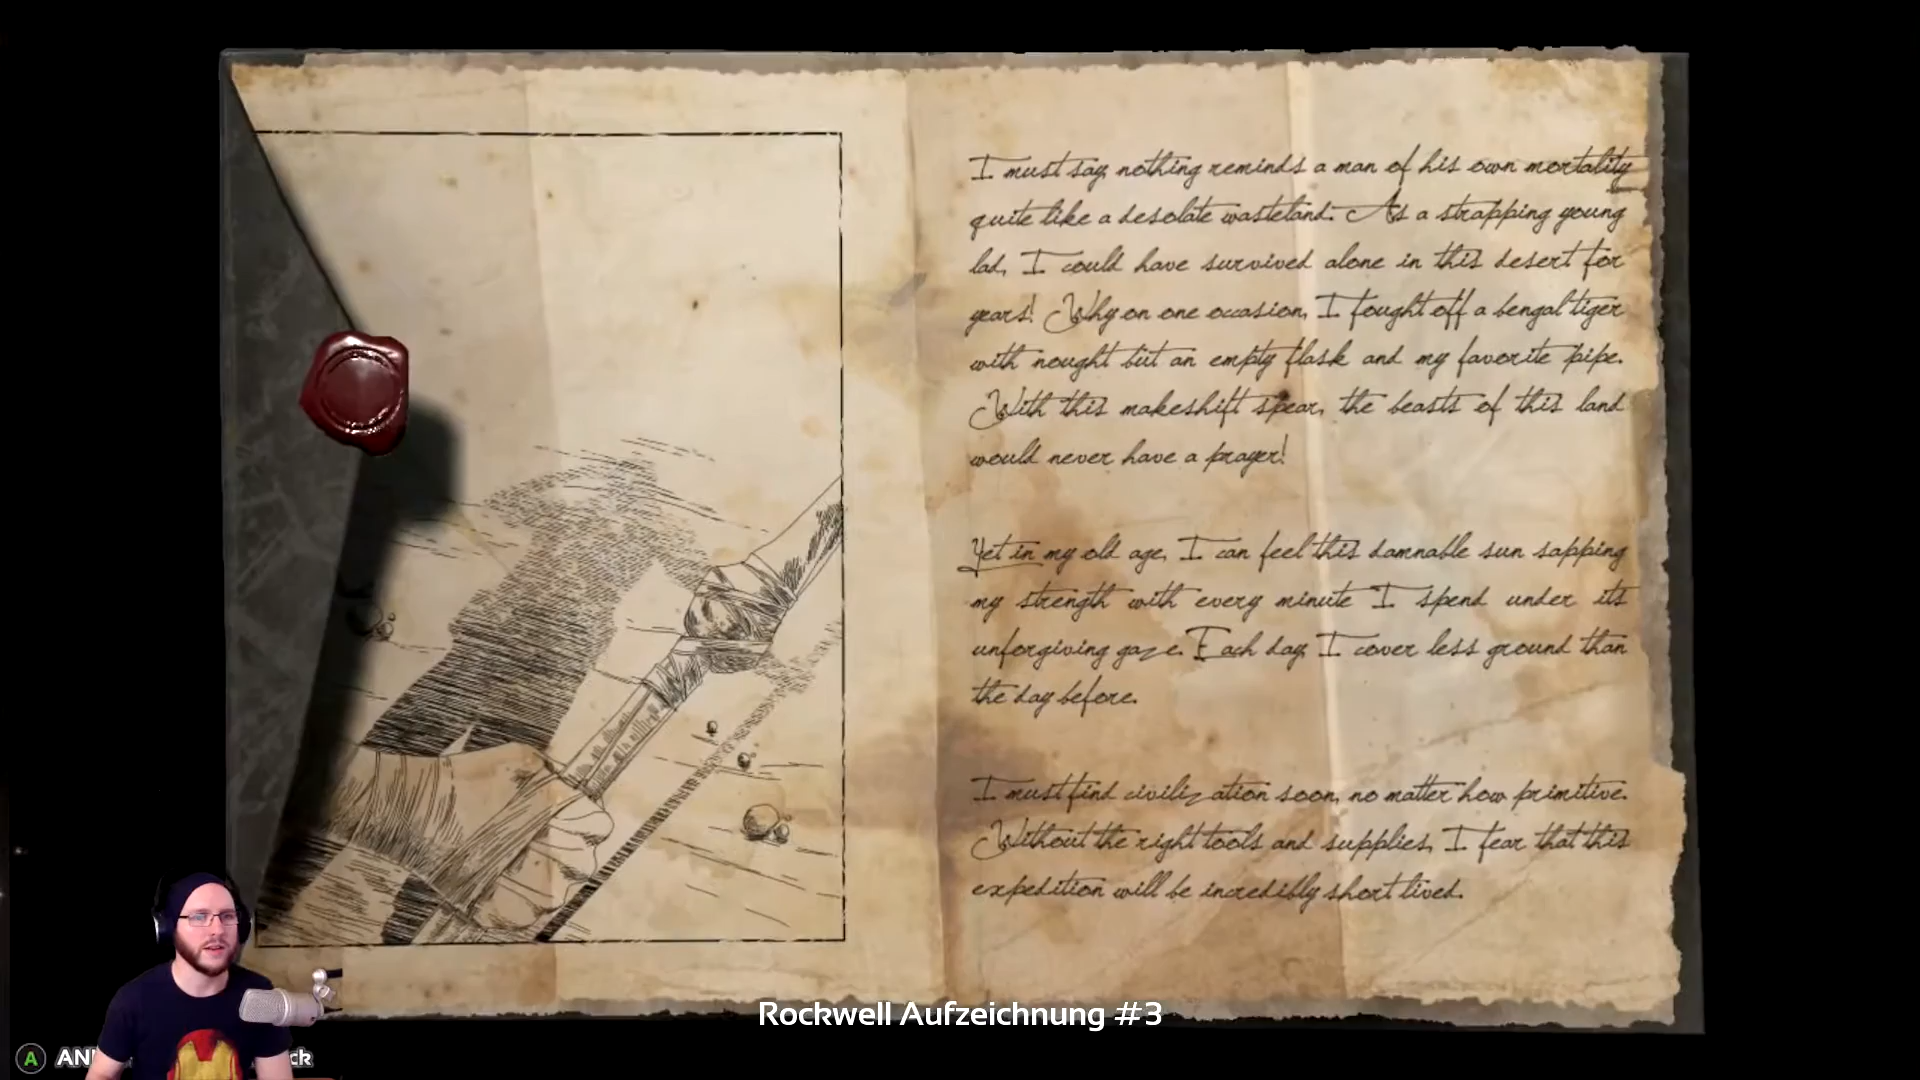 I must say, nothing reminds a man of his own mortality
quite like a desolate wasteland. As a strapping young
lad, I could have survived alone in this desert for
years! Why on one occasion, I fought off a bengal tiger
with nought but an empty flask and my favorite pipe.
With this makeshift spear, the beasts of this land
would never have a prayer!
Yet in my old age, I can feel this damnable sun sapping
my strength with every minute I spend under its
unforgiving gaze. Each day, I cover less ground than
the day before.
I must find civilization soon, no matter how primitive.
Without the right tools and supplies, I fear that this
expedition will be incredibly short lived.
Rockwell Aufzeichnung #3
A